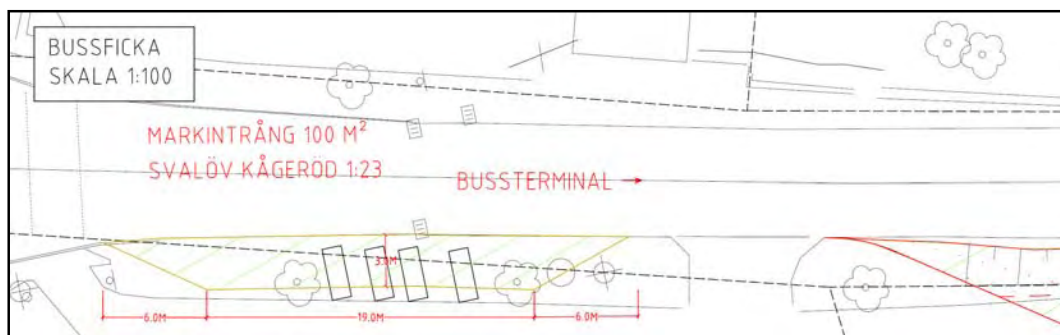 BUSSFICKA
SKALA 1:100
MARKINTRÅNG 100 M²
SVALÖV KÅGERÖD 1:23
BUSSTERMINAL →
3.0M
6.0M
19.0M
6.0M